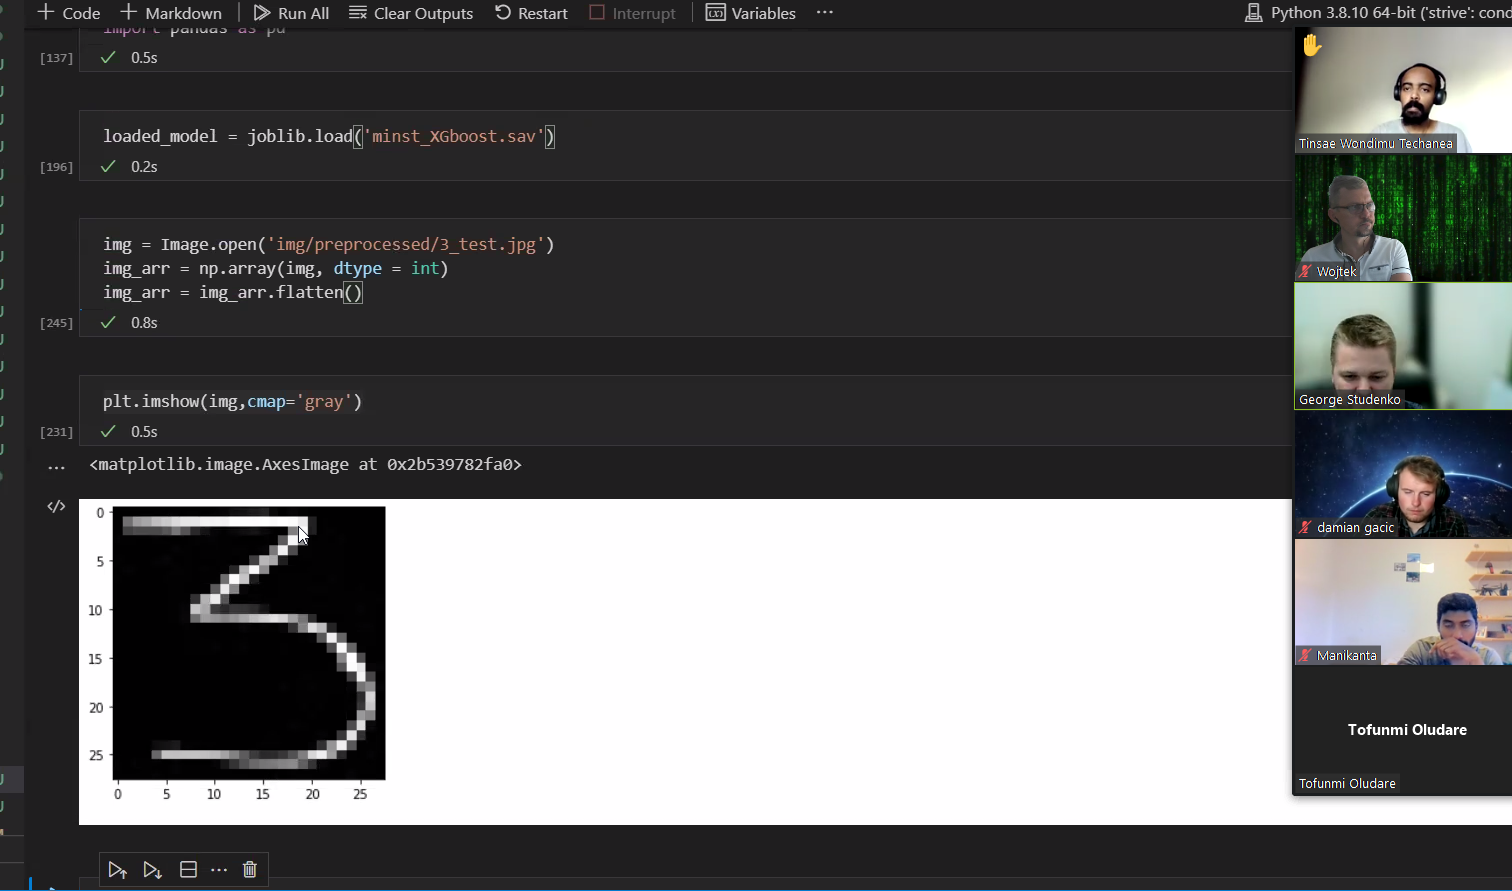 Code Markdown Run All Clear Outputs Restart Interrupt Variables ... Python 3.8.10 64-bit ('strive': cond
import pandas as pd
[137] 0.5s
loaded_model = joblib.load('minst_XGboost.sav')
[196] 0.2s
img = Image.open('img/preprocessed/3_test.jpg')
img_arr = np.array(img, dtype = int)
img_arr = img_arr.flatten()
[245] 0.8s
plt.imshow(img,cmap='gray')
[231] 0.5s
... <matplotlib.image.AxesImage at 0x2b539782fa0>
0
5
10
15
20
25
0 5 10 15 20 25
3
Tinsae Wondimu Techanea
Wojtek
George Studenko
damian gacic
Manikanta
Tofunmi Oludare
Tofunmi Oludare